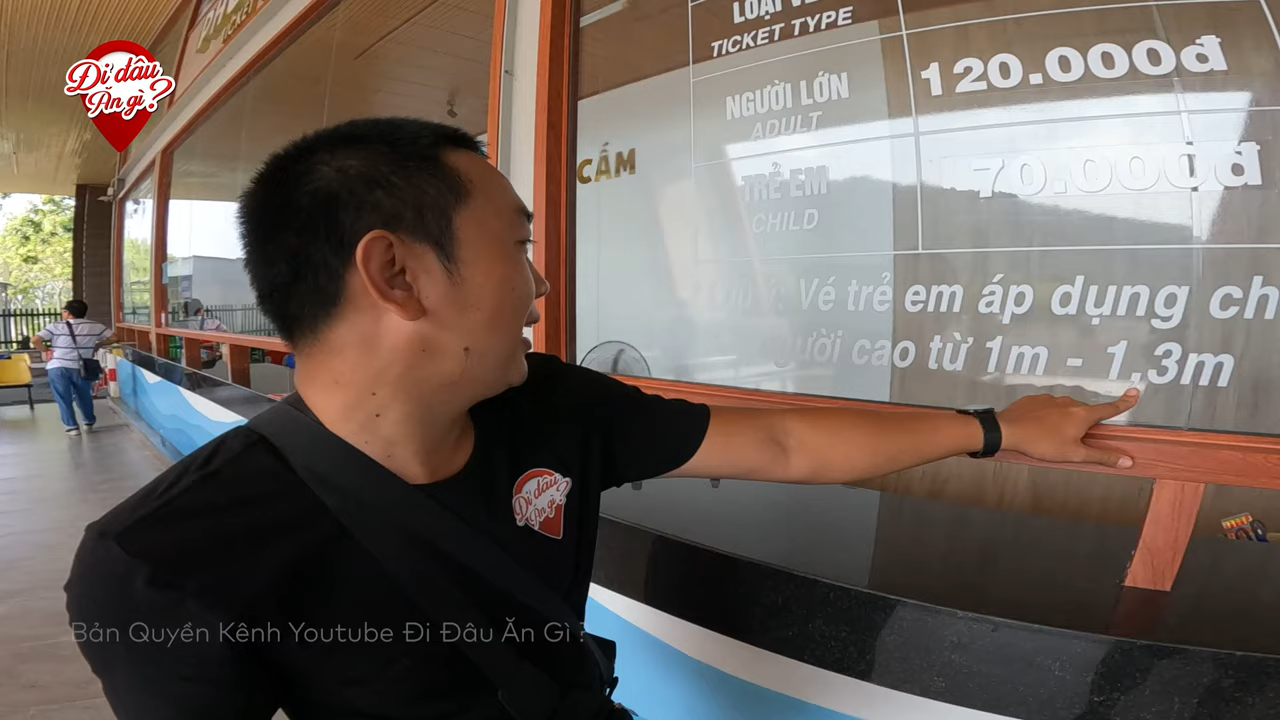 Đi đâu
Ăn gì?
TICKET
LOẠI VÉ
TICKET TYPE
NGƯỜI LỚN
ADULT
120.000đ
TRẺ EM
CHILD
70.000đ
CẤM
Vé trẻ em áp dụng ch
người cao từ 1m - 1,3m
Đi đâu
Ăn gì?
Bản Quyền Kênh Youtube Đi Đâu Ăn Gì ?